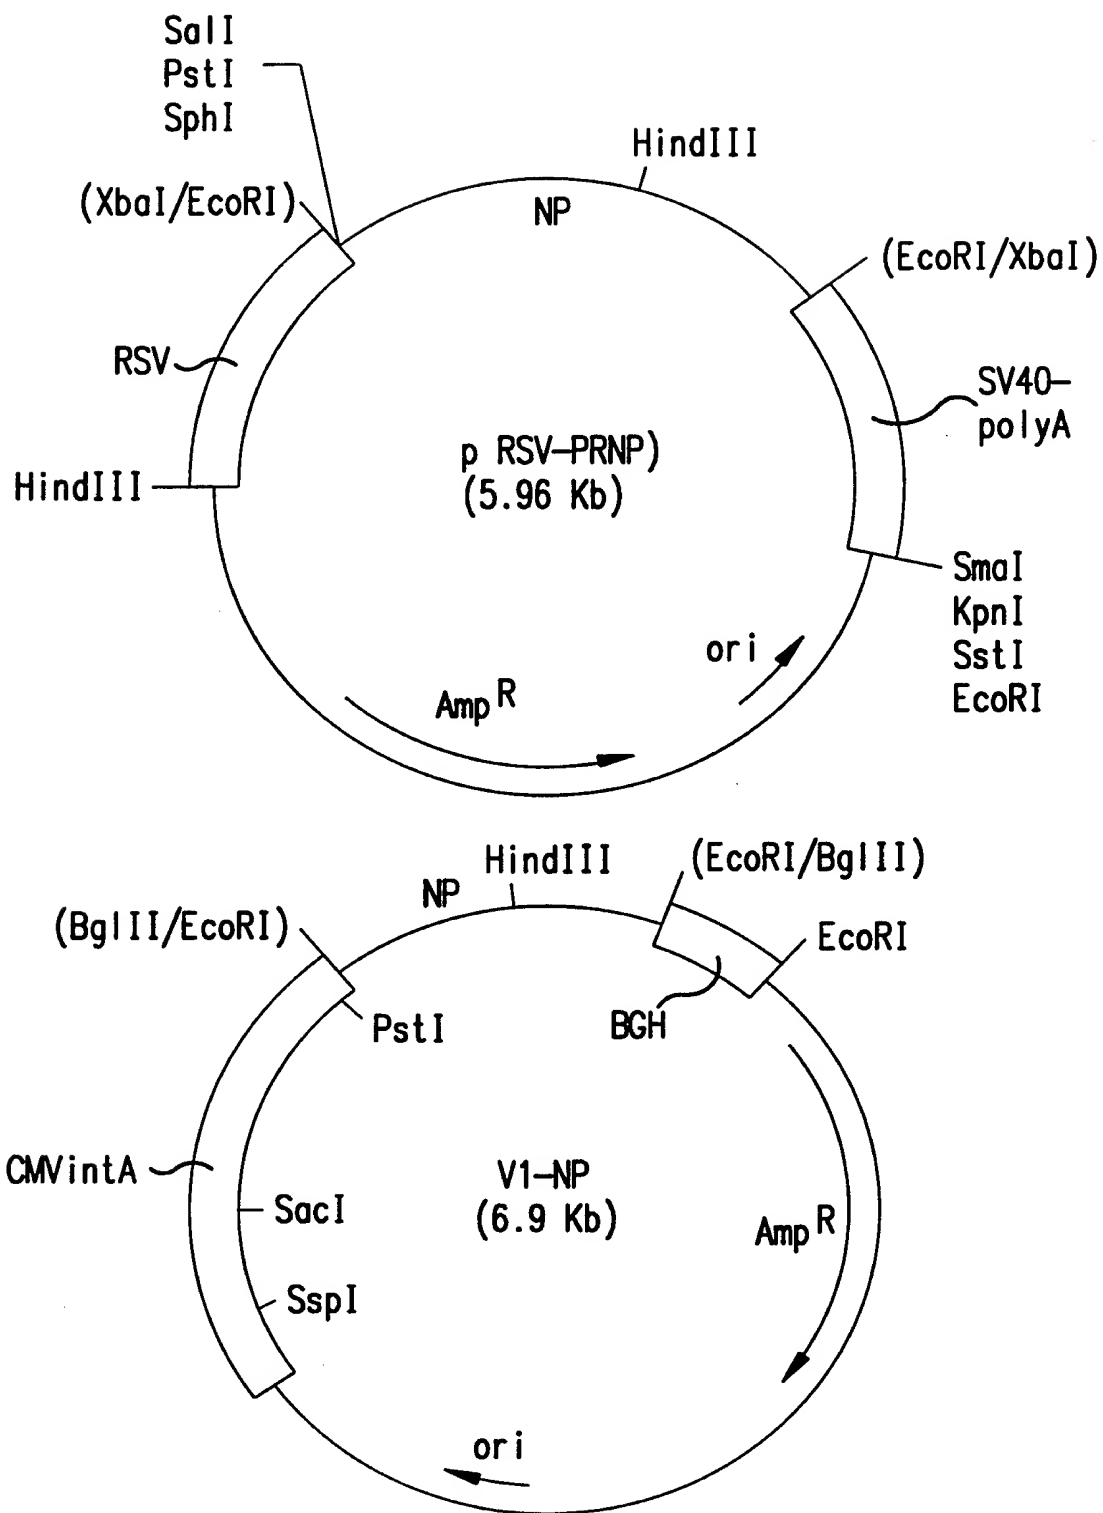 SalI
PstI
SphI
HindIII
(XbaI/EcoRI)
NP
(EcoRI/XbaI)
RSV
SV40-
polyA
p RSV-PRNP)
(5.96 Kb)
HindIII
SmaI
KpnI
SstI
EcoRI
ori
Amp R
HindIII
(EcoRI/BglII)
NP
(BglII/EcoRI)
EcoRI
PstI
BGH
CMVintA
V1-NP
(6.9 Kb)
SacI
Amp R
SspI
ori